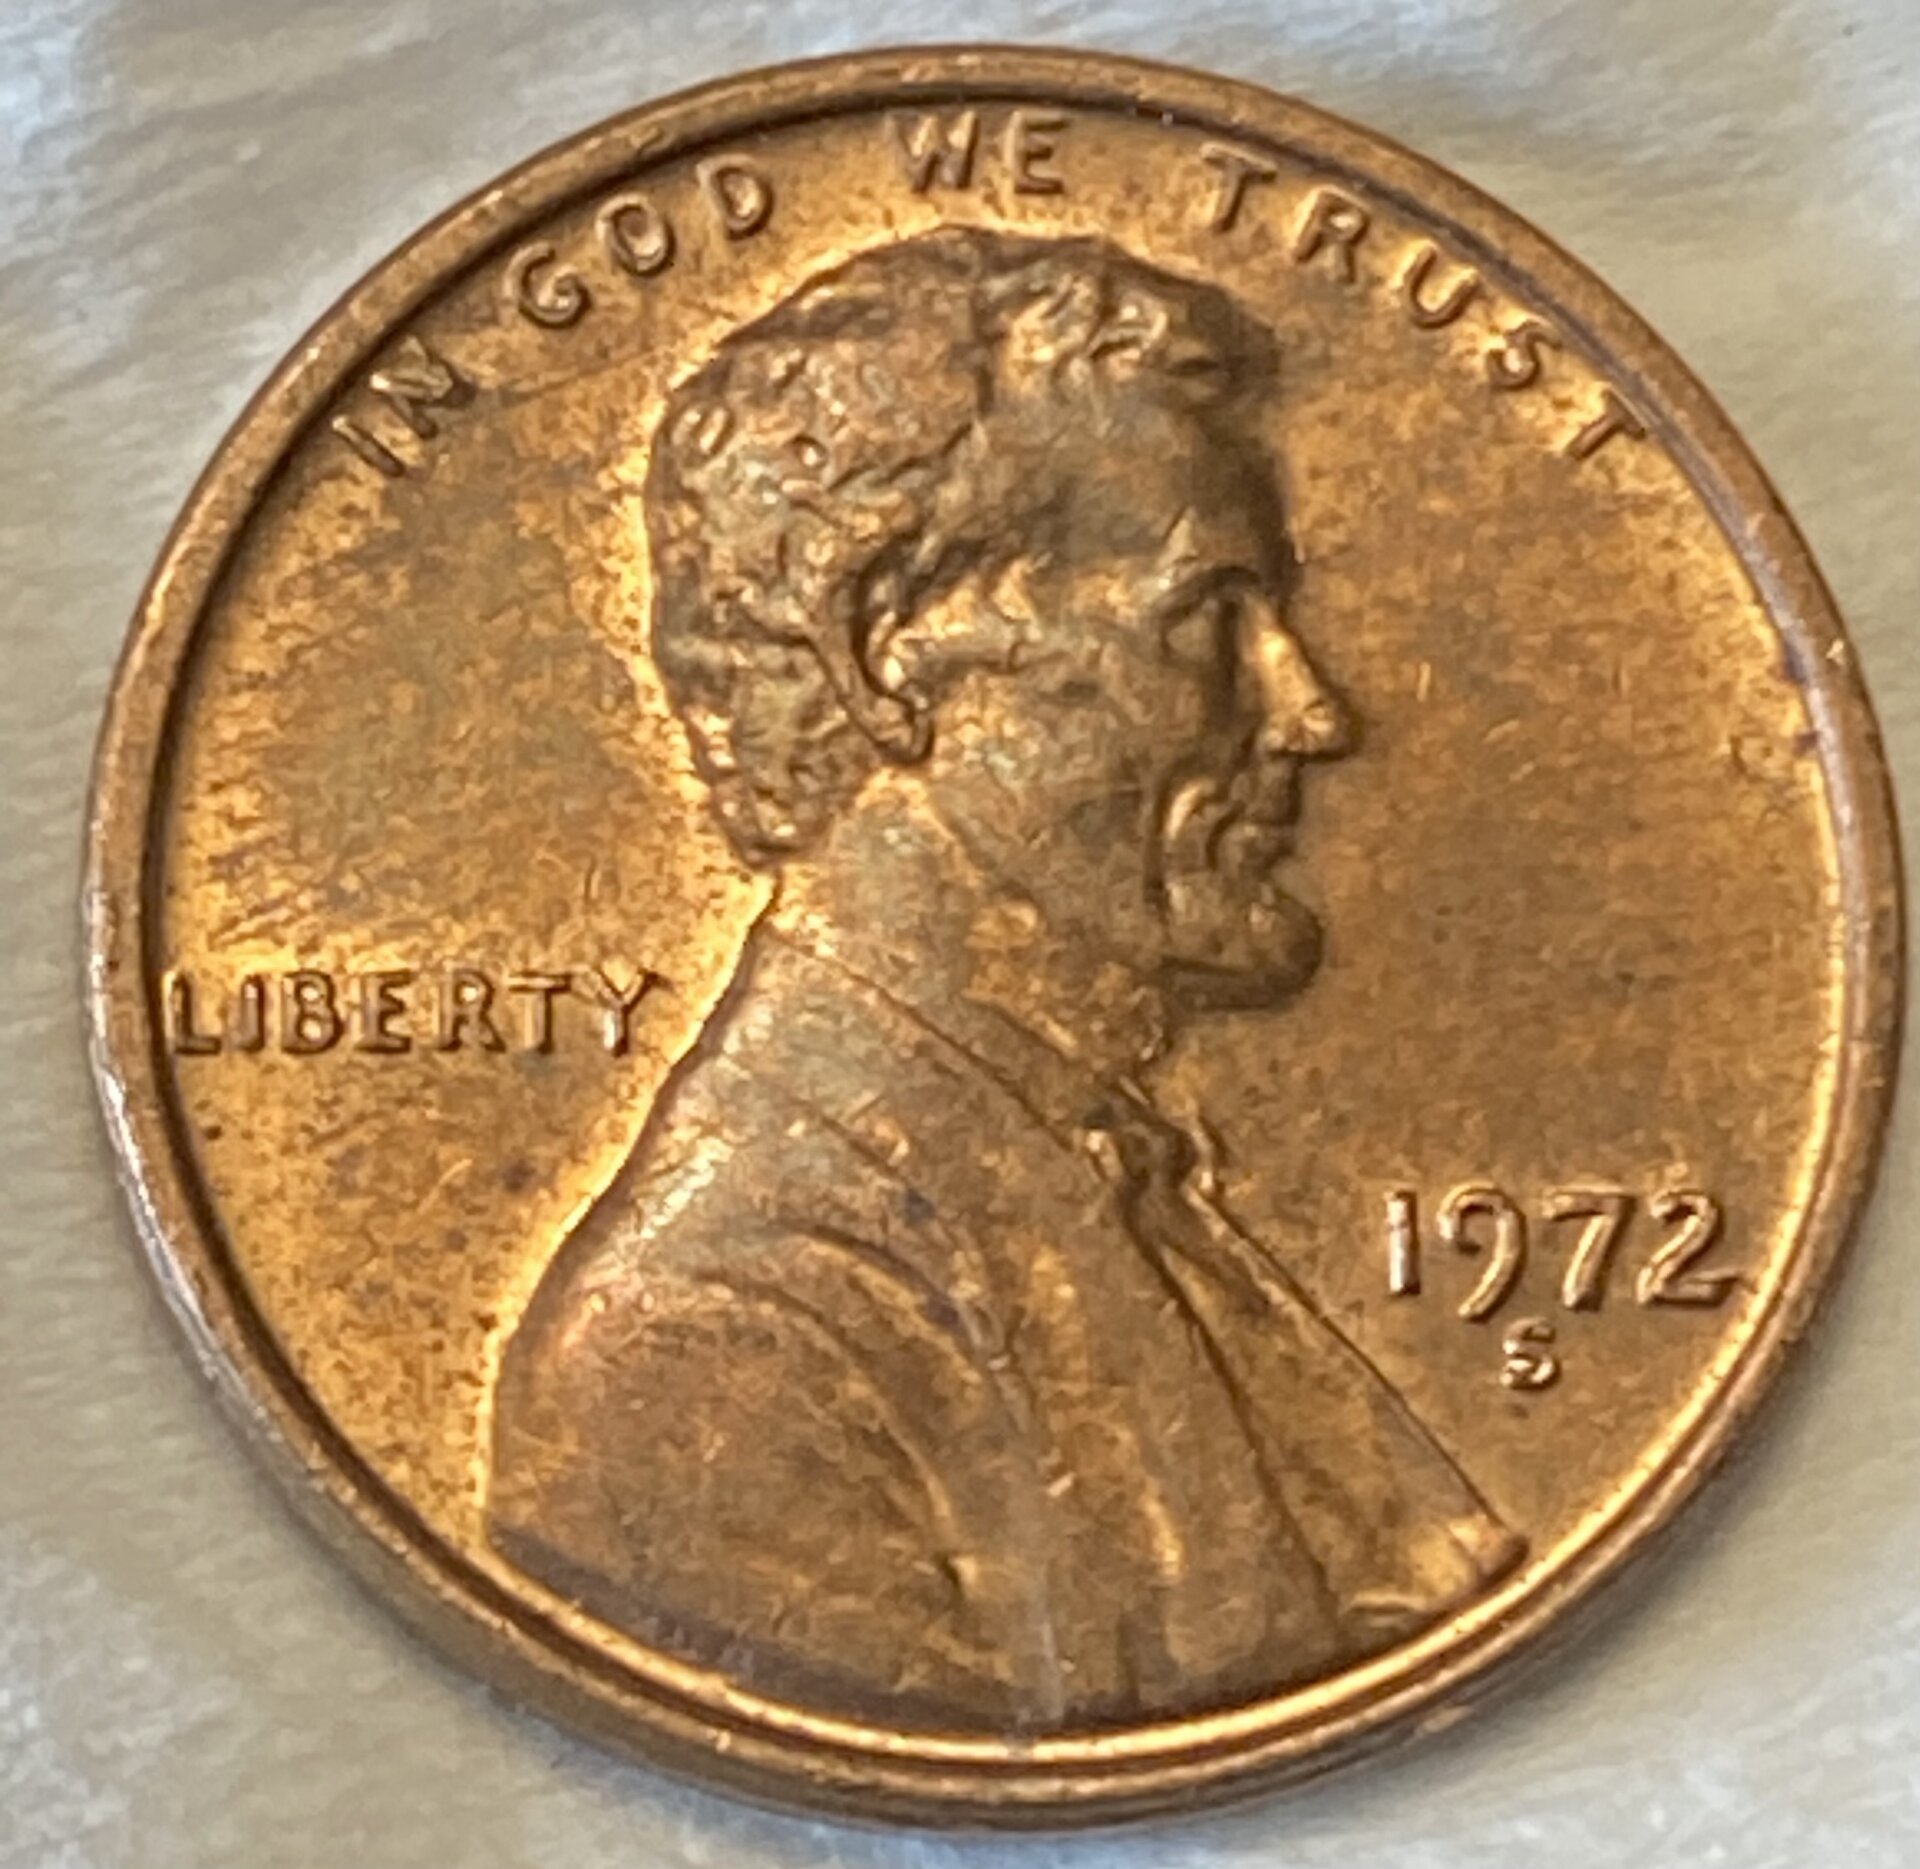 IN GOD WE TRUST
LIBERTY
1972
S